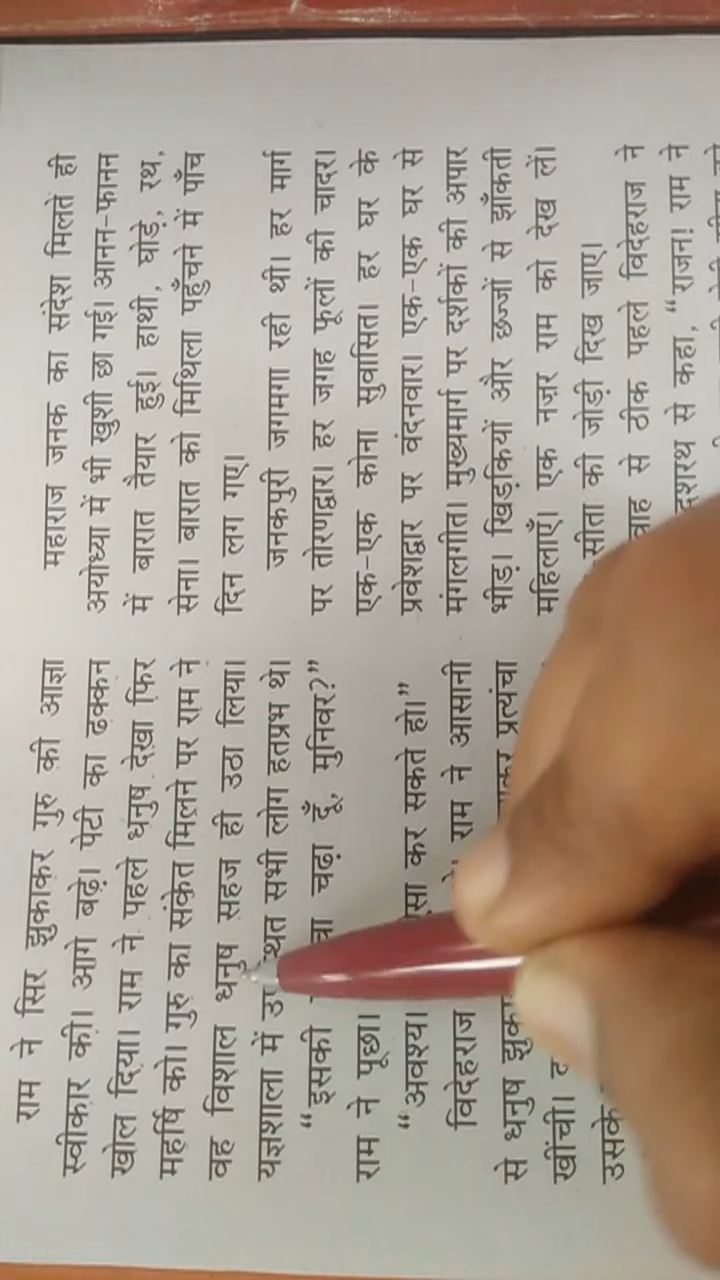 राम ने सिर झुकाकर गुरु की आज्ञा
स्वीकार की। आगे बढ़े। पेटी का ढक्कन
खोल दिया। राम ने पहले धनुष देखा फिर
महर्षि को। गुरु का संकेत मिलने पर राम ने
वह विशाल धनुष सहज ही उठा लिया।
यज्ञशाला में सभी लोग हतप्रभ थे।
“इसकी चढ़ा दूँ, मुनिवर?”
राम ने पूछा।
“अवश्य। कर सकते हो।”
विदेहराज राम ने आसानी
से धनुष प्रत्यंचा
खींची।
उसके
महाराज जनक का संदेश मिलते ही
अयोध्या में भी खुशी छा गई। आनन-फानन
में बारात तैयार हुई। हाथी, घोड़े, रथ,
सेना। बारात को मिथिला पहुँचने में पाँच
दिन लग गए।
जनकपुरी जगमगा रही थी। हर मार्ग
पर तोरणद्वार। हर जगह फूलों की चादर।
एक-एक कोना सुवासित। हर घर के
प्रवेशद्वार पर वंदनवार। एक-एक घर से
मंगलगीत। मुख्यमार्ग पर दर्शकों की अपार
भीड़। खिड़कियों और छज्जों से झाँकती
महिलाएँ। एक नज़र राम को देख लें।
सीता की जोड़ी दिख जाए।
से ठीक पहले विदेहराज ने
से कहा, “राजन! राम ने